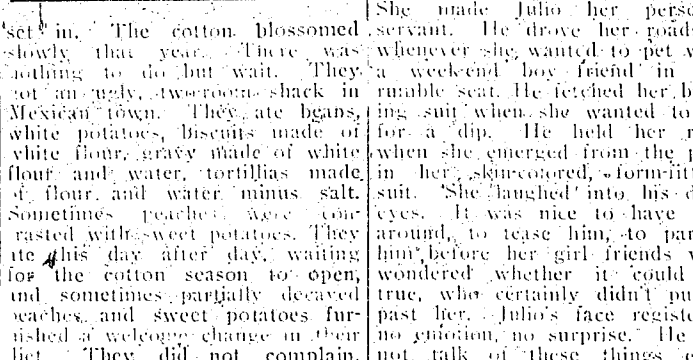 set in. The cotton blossomed
slowly that year. There was
nothing to do but wait. They
got an ugly, two-room shack in
Mexican town. They ate beans,
white potatoes, biscuits made of
white flour, gravy made of white
flour and water, tortillias made
of flour and water minus salt.
Sometimes peaches were con-
rasted with sweet potatoes. They
ate this day after day, waiting
for the cotton season to open,
and sometimes partially decayed
peaches and sweet potatoes fur-
nished a welcome change in their
diet. They did not complain.
She made Julio her perso
servant. He drove her road
whenever she wanted to pet w
a week-end boy friend in
rumble seat. He fetched her b
ing suit when she wanted to
for a dip. He held her r
when she emerged from the p
in her skin-colored, form-fit
suit. She laughed into his d
eyes. It was nice to have
around, to tease him, to par
him before her girl friends w
wondered whether it could
true, who certainly didn't pu
past her. Julio's face registe
no emotion, no surprise. He
not talk of these things